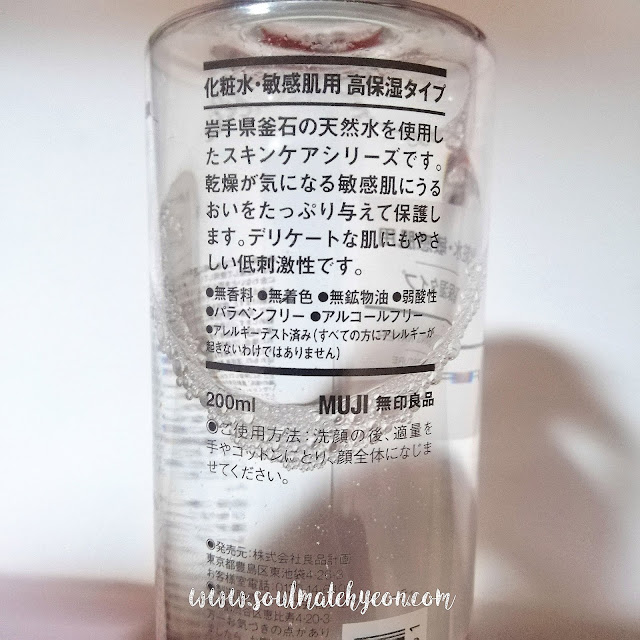 化粧水・敏感肌用 高保湿タイプ
岩手県釜石の天然水を使用し
たスキンケアシリーズです。
乾燥が気になる敏感肌にうる
おいをたっぷり与えて保護し
ます。デリケートな肌にもやさ
しい低刺激性です。
●無香料 ●無着色 ●無鉱物油 ●弱酸性
●パラベンフリー ●アルコールフリー
●アレルギーテスト済み(すべての方にアレルギーが
起きないわけではありません)
200ml MUJI 無印良品
●ご使用方法:洗顔の後、適量を
手やコットンにとり、顔全体になじま
せてください。
●発売元:株式会社良品計画
東京都豊島区東池袋4-26-3
お客様室電話
www.soulmatehyeon.com
4-20-3